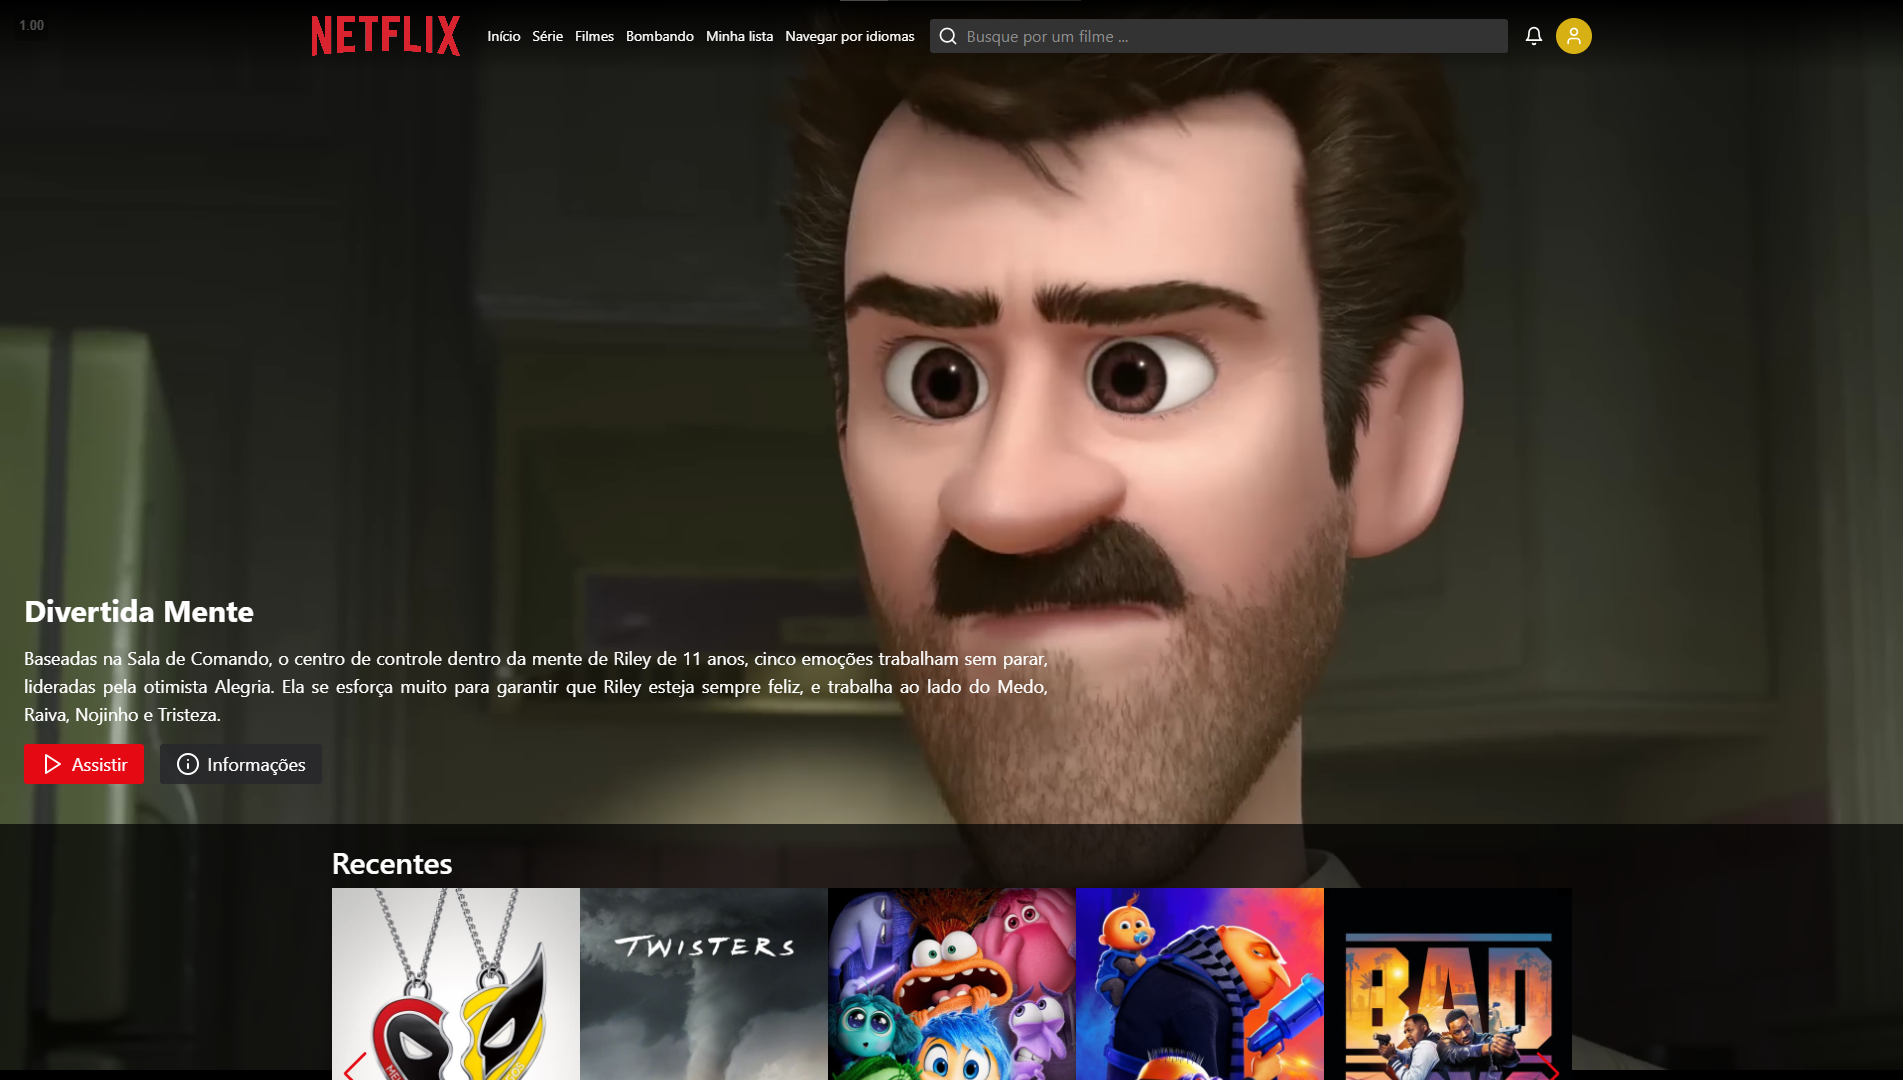 1.00
NETFLIX
Início Série Filmes Bombando Minha lista Navegar por idiomas
Busque por um filme ...
Divertida Mente
Baseadas na Sala de Comando, o centro de controle dentro da mente de Riley de 11 anos, cinco emoções trabalham sem parar,
lideradas pela otimista Alegria. Ela se esforça muito para garantir que Riley esteja sempre feliz, e trabalha ao lado do Medo,
Raiva, Nojinho e Tristeza.
Assistir
Informações
Recentes
TWISTERS
BAD